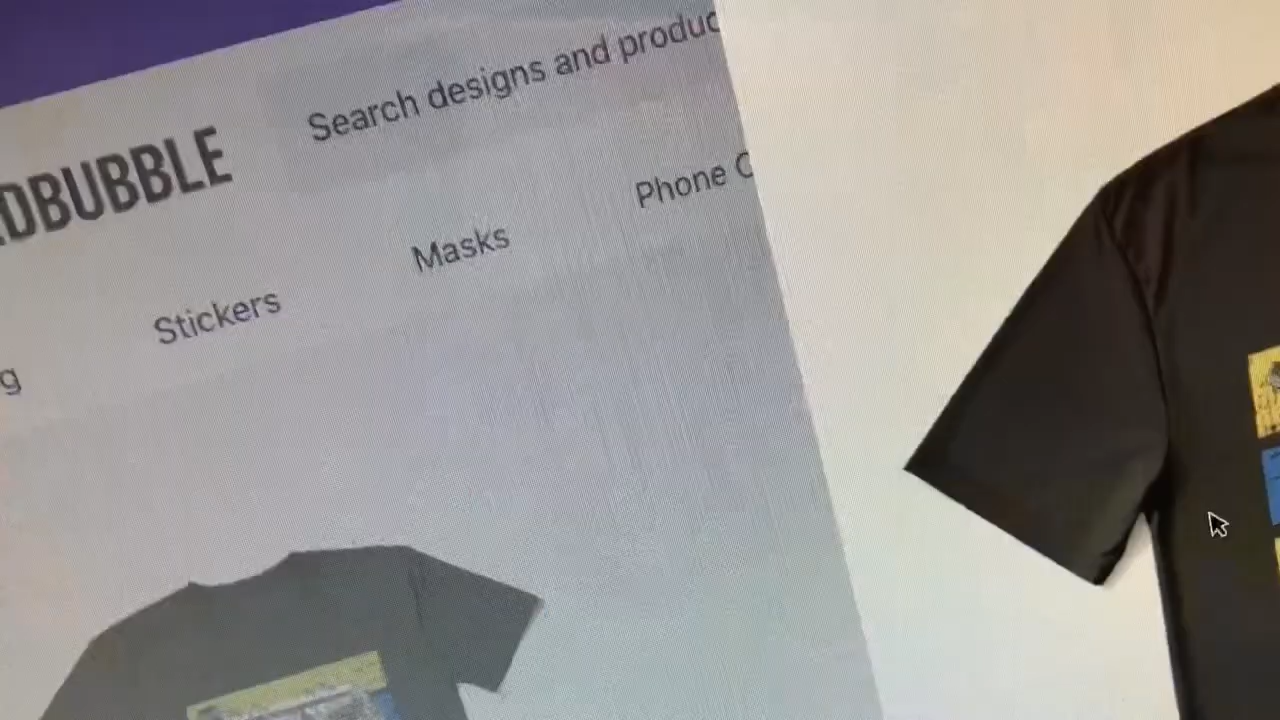 Search designs and produc
DBUBBLE
Phone C
Masks
Stickers
g